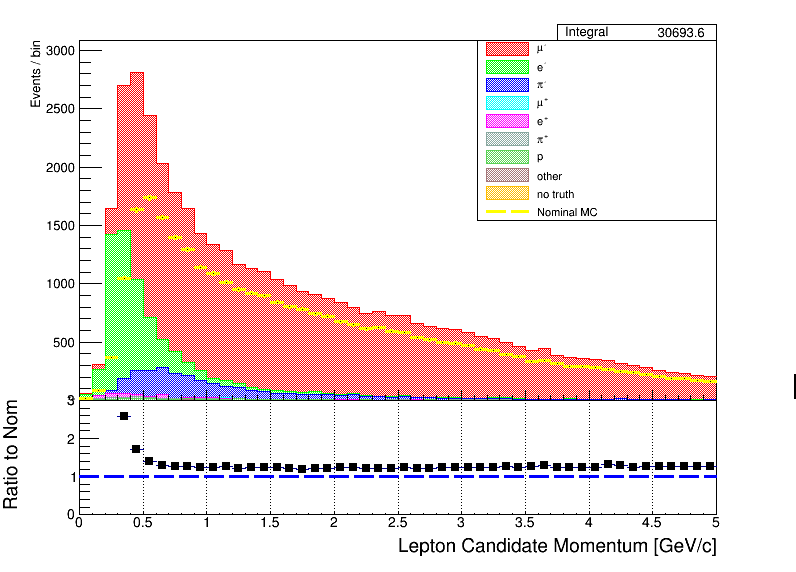 Integral 30693.6
Events / bin
3000
2500
2000
1500
1000
500
μ⁻
e⁻
π⁻
μ⁺
e⁺
π⁺
p
other
no truth
Nominal MC
Ratio to Nom
3
2
1
0
0 0.5 1 1.5 2 2.5 3 3.5 4 4.5 5
Lepton Candidate Momentum [GeV/c]